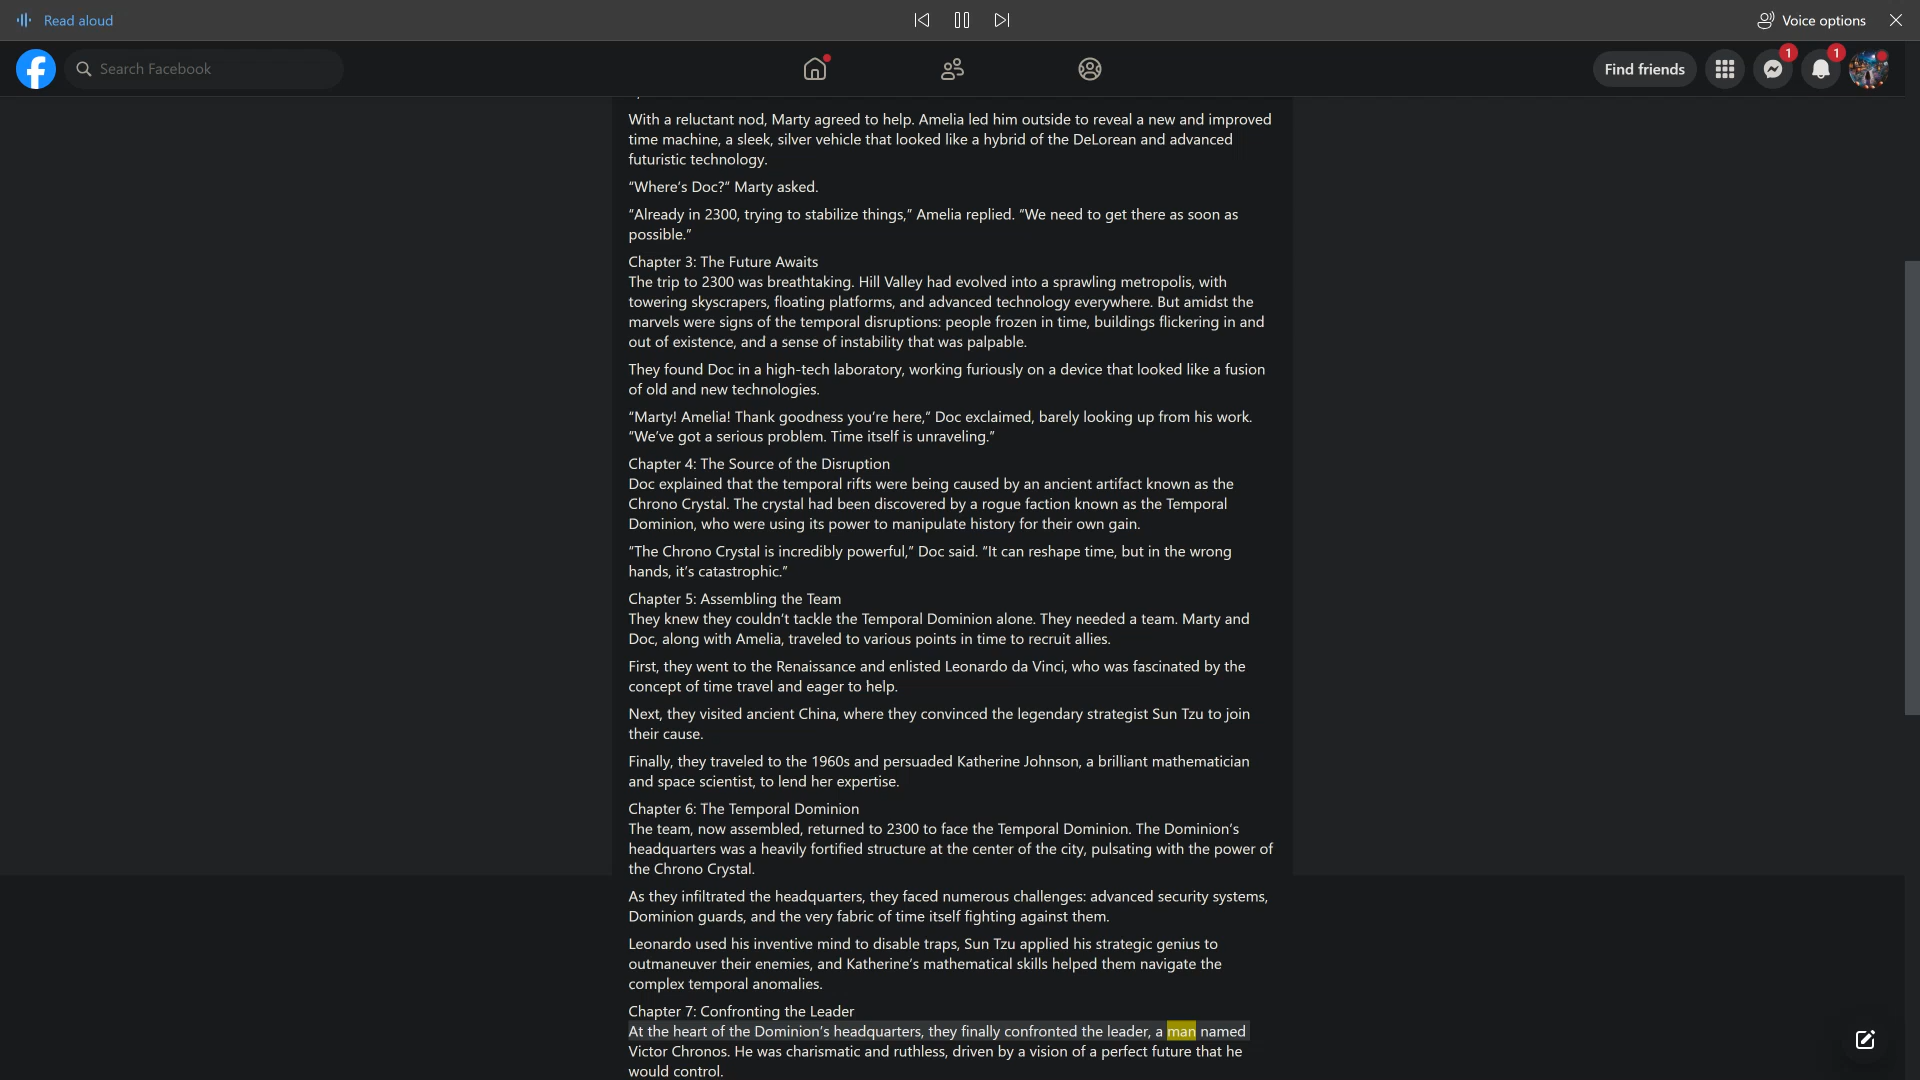 Read aloud
Voice options
Search Facebook
Find friends
1
1
With a reluctant nod, Marty agreed to help. Amelia led him outside to reveal a new and improved
time machine, a sleek, silver vehicle that looked like a hybrid of the DeLorean and advanced
futuristic technology.
“Where’s Doc?” Marty asked.
“Already in 2300, trying to stabilize things,” Amelia replied. “We need to get there as soon as
possible.”
Chapter 3: The Future Awaits
The trip to 2300 was breathtaking. Hill Valley had evolved into a sprawling metropolis, with
towering skyscrapers, floating platforms, and advanced technology everywhere. But amidst the
marvels were signs of the temporal disruptions: people frozen in time, buildings flickering in and
out of existence, and a sense of instability that was palpable.
They found Doc in a high-tech laboratory, working furiously on a device that looked like a fusion
of old and new technologies.
“Marty! Amelia! Thank goodness you’re here,” Doc exclaimed, barely looking up from his work.
“We’ve got a serious problem. Time itself is unraveling.”
Chapter 4: The Source of the Disruption
Doc explained that the temporal rifts were being caused by an ancient artifact known as the
Chrono Crystal. The crystal had been discovered by a rogue faction known as the Temporal
Dominion, who were using its power to manipulate history for their own gain.
“The Chrono Crystal is incredibly powerful,” Doc said. “It can reshape time, but in the wrong
hands, it’s catastrophic.”
Chapter 5: Assembling the Team
They knew they couldn’t tackle the Temporal Dominion alone. They needed a team. Marty and
Doc, along with Amelia, traveled to various points in time to recruit allies.
First, they went to the Renaissance and enlisted Leonardo da Vinci, who was fascinated by the
concept of time travel and eager to help.
Next, they visited ancient China, where they convinced the legendary strategist Sun Tzu to join
their cause.
Finally, they traveled to the 1960s and persuaded Katherine Johnson, a brilliant mathematician
and space scientist, to lend her expertise.
Chapter 6: The Temporal Dominion
The team, now assembled, returned to 2300 to face the Temporal Dominion. The Dominion’s
headquarters was a heavily fortified structure at the center of the city, pulsating with the power of
the Chrono Crystal.
As they infiltrated the headquarters, they faced numerous challenges: advanced security systems,
Dominion guards, and the very fabric of time itself fighting against them.
Leonardo used his inventive mind to disable traps, Sun Tzu applied his strategic genius to
outmaneuver their enemies, and Katherine’s mathematical skills helped them navigate the
complex temporal anomalies.
Chapter 7: Confronting the Leader
At the heart of the Dominion’s headquarters, they finally confronted the leader, a man named
Victor Chronos. He was charismatic and ruthless, driven by a vision of a perfect future that he
would control.